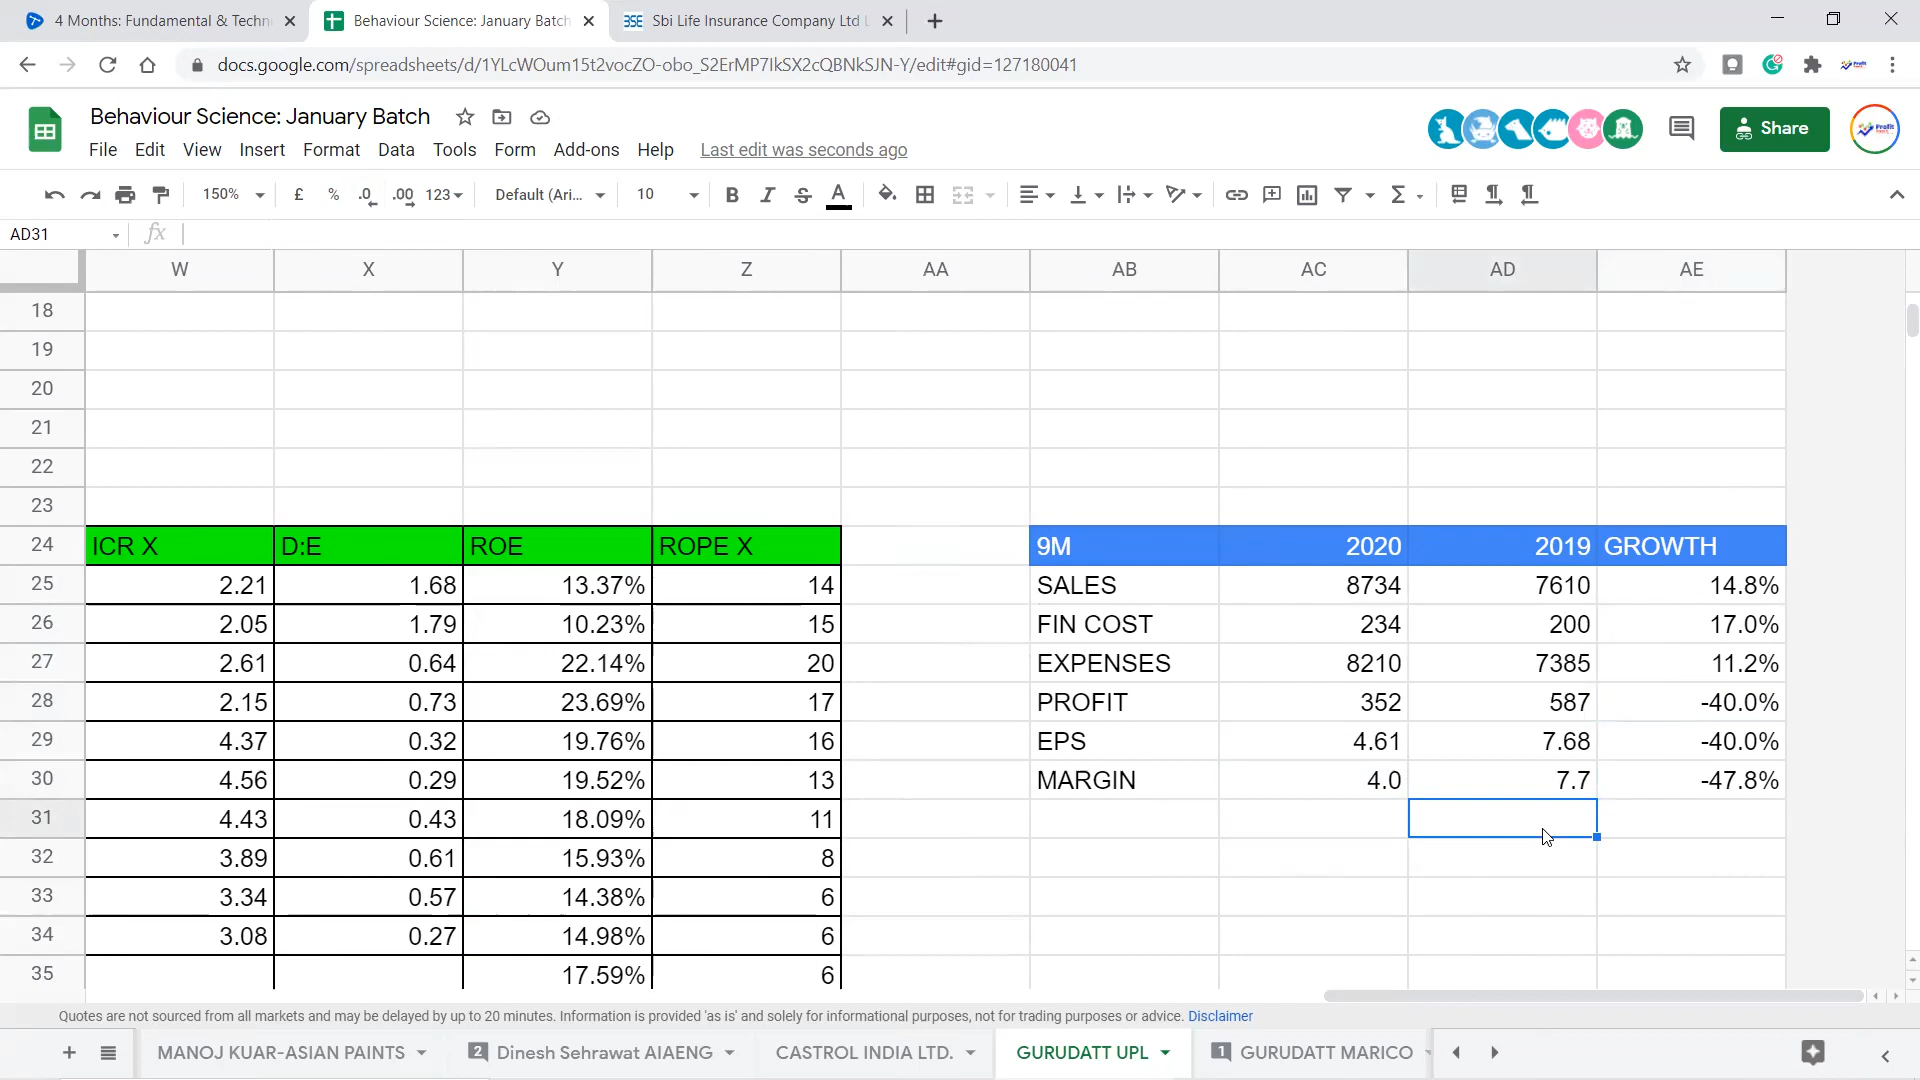 4 Months: Fundamental & Techn
Behaviour Science: January Batch
Sbi Life Insurance Company Ltd
docs.google.com/spreadsheets/d/1YLcWOum15t2vocZO-obo_S2ErMP7IkSX2cQBNkSJN-Y/edit#gid=127180041
Behaviour Science: January Batch
Share
File Edit View Insert Format Data Tools Form Add-ons Help Last edit was seconds ago
150% £ % .0 .00 123 Default (Ari... 10 B I S A
AD31 fx
W X Y Z AA AB AC AD AE
18
19
20
21
22
23
24 ICR X D:E ROE ROPE X 9M 2020 2019 GROWTH
25 2.21 1.68 13.37% 14 SALES 8734 7610 14.8%
26 2.05 1.79 10.23% 15 FIN COST 234 200 17.0%
27 2.61 0.64 22.14% 20 EXPENSES 8210 7385 11.2%
28 2.15 0.73 23.69% 17 PROFIT 352 587 -40.0%
29 4.37 0.32 19.76% 16 EPS 4.61 7.68 -40.0%
30 4.56 0.29 19.52% 13 MARGIN 4.0 7.7 -47.8%
31 4.43 0.43 18.09% 11
32 3.89 0.61 15.93% 8
33 3.34 0.57 14.38% 6
34 3.08 0.27 14.98% 6
35 17.59% 6
Quotes are not sourced from all markets and may be delayed by up to 20 minutes. Information is provided 'as is' and solely for informational purposes, not for trading purposes or advice. Disclaimer
MANOJ KUAR-ASIAN PAINTS 2 Dinesh Sehrawat AIAENG CASTROL INDIA LTD. GURUDATT UPL 1 GURUDATT MARICO